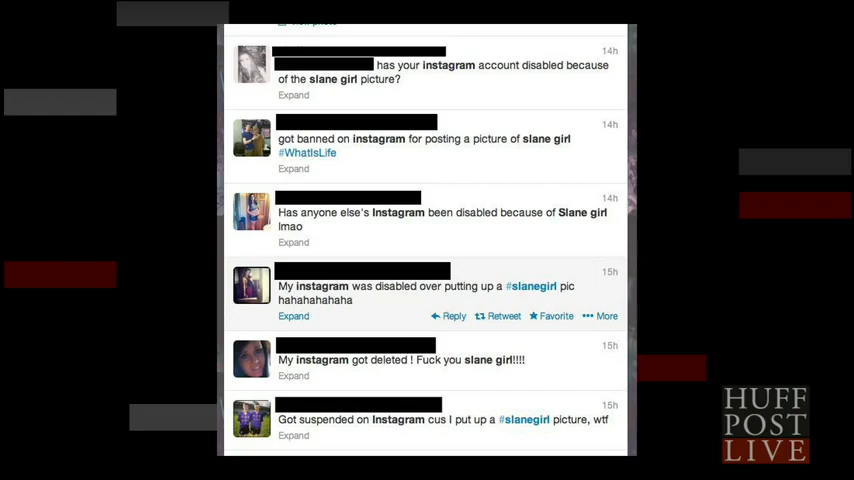 14h
has your instagram account disabled because
of the slane girl picture?
Expand
14h
got banned on instagram for posting a picture of slane girl
#WhatIsLife
Expand
14h
Has anyone else's Instagram been disabled because of Slane girl
lmao
Expand
15h
My instagram was disabled over putting up a #slanegirl pic
hahahahahaha
Expand Reply Retweet Favorite More
15h
My instagram got deleted ! Fuck you slane girl!!!!
Expand
15h
Got suspended on Instagram cus I put up a #slanegirl picture, wtf
Expand
HUFF
POST
LIVE